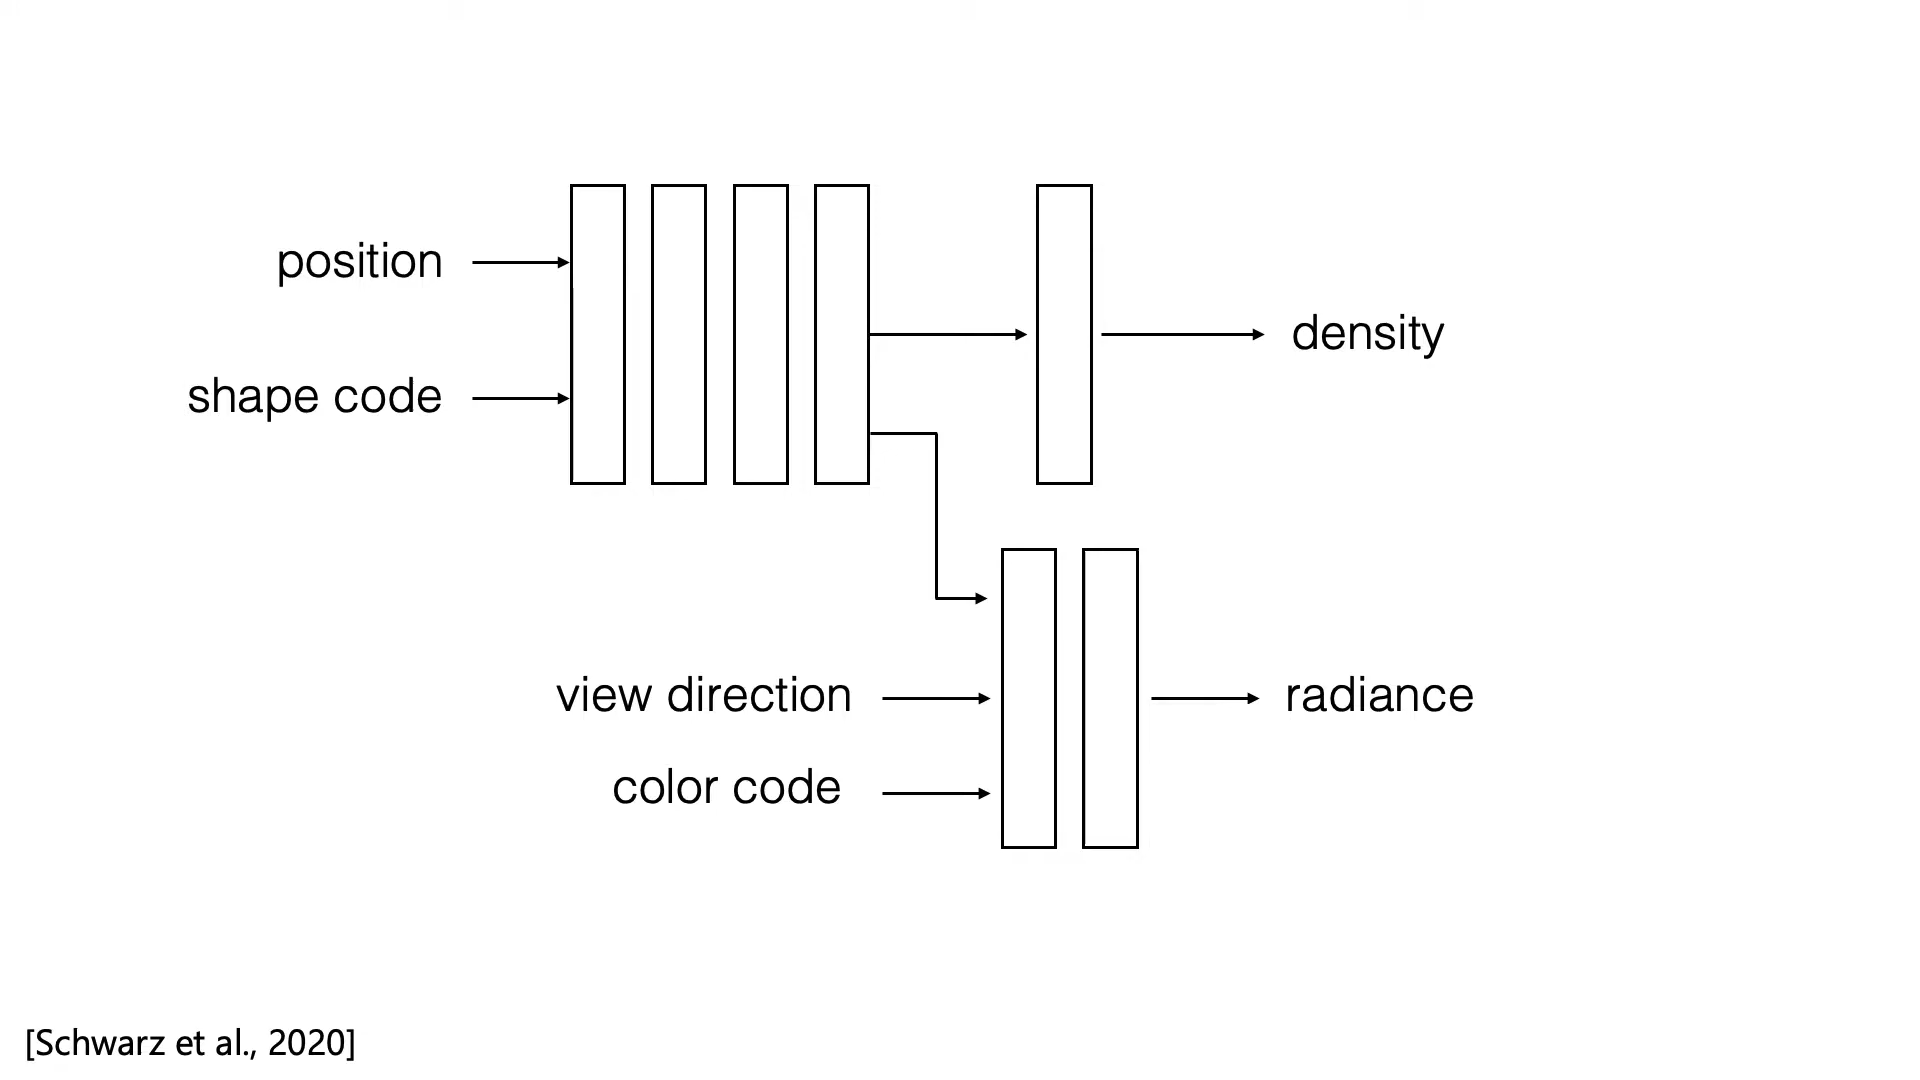 position
shape code
density
view direction
color code
radiance
[Schwarz et al., 2020]